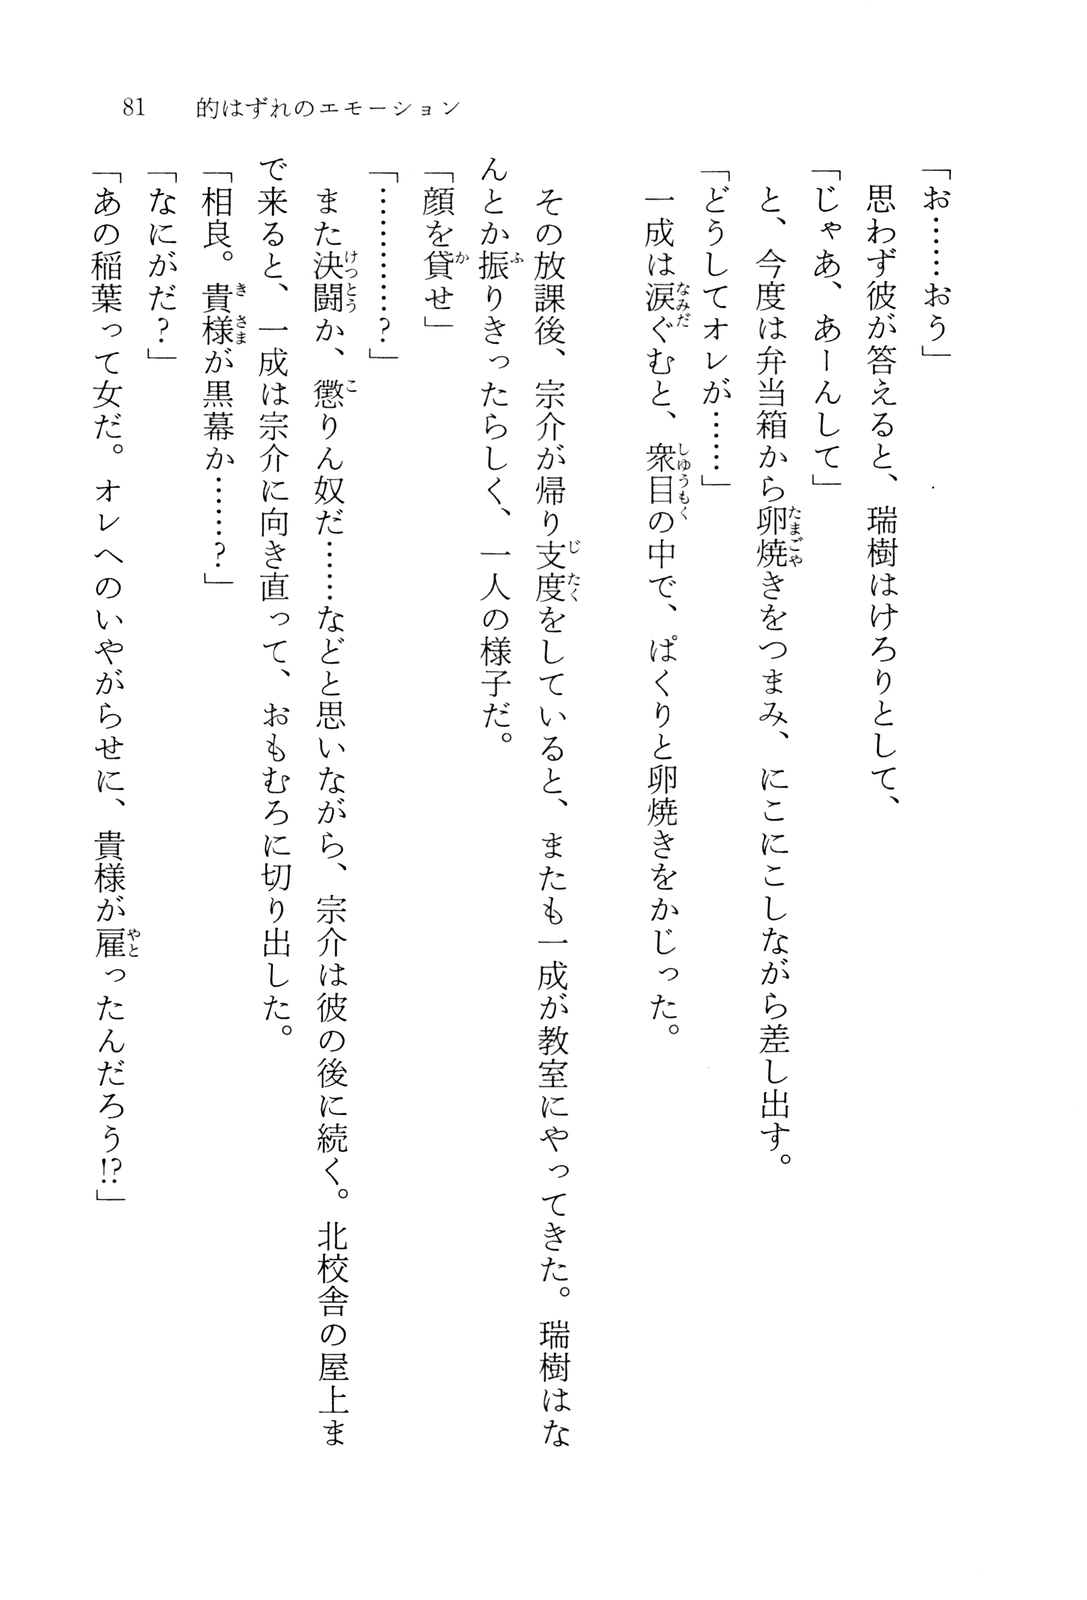 81　的はずれのエモーション
「お……おう」
　思わず彼が答えると、瑞樹はけろりとして、
「じゃあ、あーんして」
　と、今度は弁当箱から卵焼きをつまみ、にこにこしながら差し出す。
「どうしてオレが……」
　一成は涙ぐむと、衆目の中で、ぱくりと卵焼きをかじった。
　その放課後、宗介が帰り支度をしていると、またも一成が教室にやってきた。瑞樹はな
んとか振りきったらしく、一人の様子だ。
「顔を貸せ」
「…………？」
　また決闘か、懲りん奴だ……などと思いながら、宗介は彼の後に続く。北校舎の屋上ま
で来ると、一成は宗介に向き直って、おもむろに切り出した。
「相良。貴様が黒幕か……？」
「なにがだ？」
「あの稲葉って女だ。オレへのいやがらせに、貴様が雇ったんだろう!?」